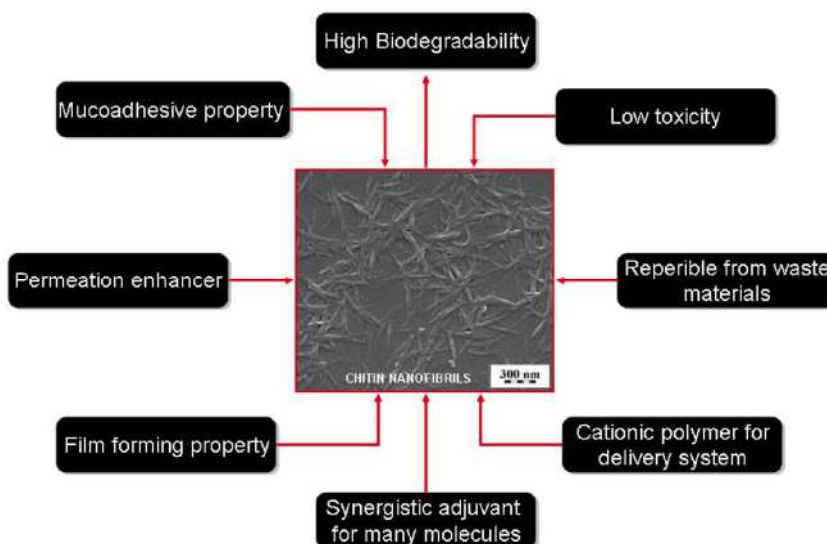 High Biodegradability
Mucoadhesive property
Low toxicity
Permeation enhancer
Reperible from waste
materials
CHITIN NANOFIBRILS
300 nm
Film forming property
Cationic polymer for
delivery system
Synergistic adjuvant
for many molecules